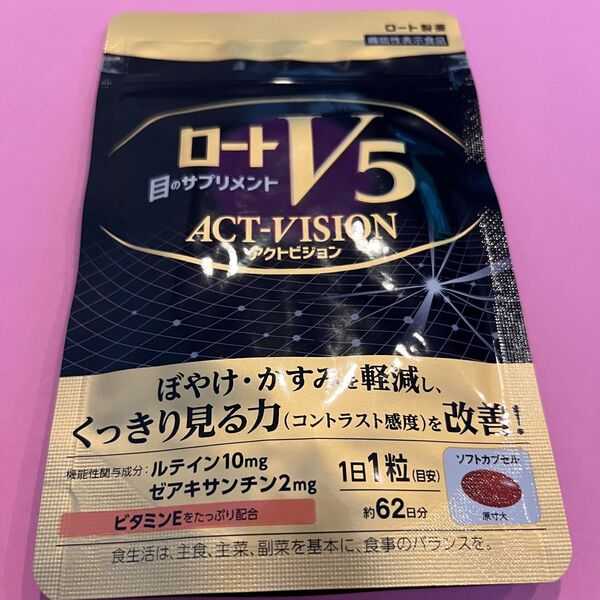 ロート製薬
機能性表示食品
ロートV5
目のサプリメント
ACT-VISION
アクトビジョン
ぼやけ・かすみを軽減し、
くっきり見る力(コントラスト感度)を改善!
機能性関与成分:ルテイン10mg
ゼアキサンチン2mg
ビタミンEをたっぷり配合
1日1粒(目安)
約62日分
ソフトカプセル
原寸大
食生活は、主食、主菜、副菜を基本に、食事のバランスを。